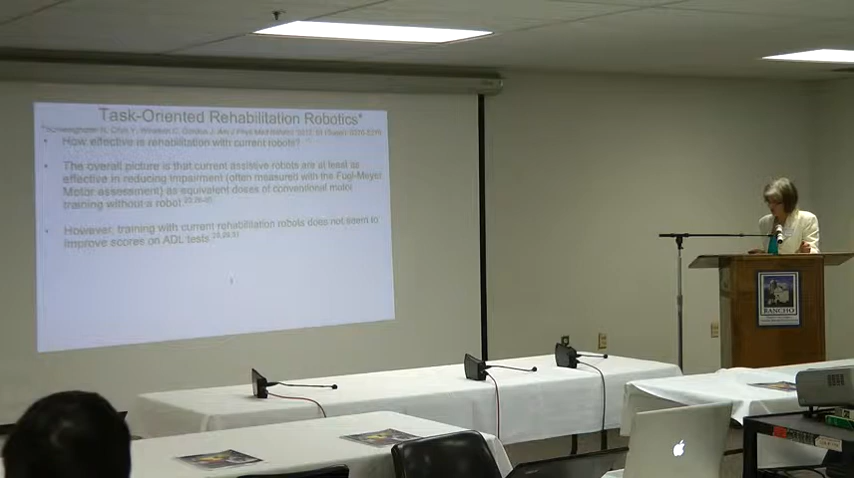 Task-Oriented Rehabilitation Robotics*
How effective is rehabilitation with current robots?
The overall picture is that current assistive robots are at least as
effective in reducing impairment (often measured with the Fugl-Meyer
Motor assessment) as equivalent doses of conventional motor
training without a robot
However, training with current rehabilitation robots does not seem to
improve scores on ADL tests
RANCHO